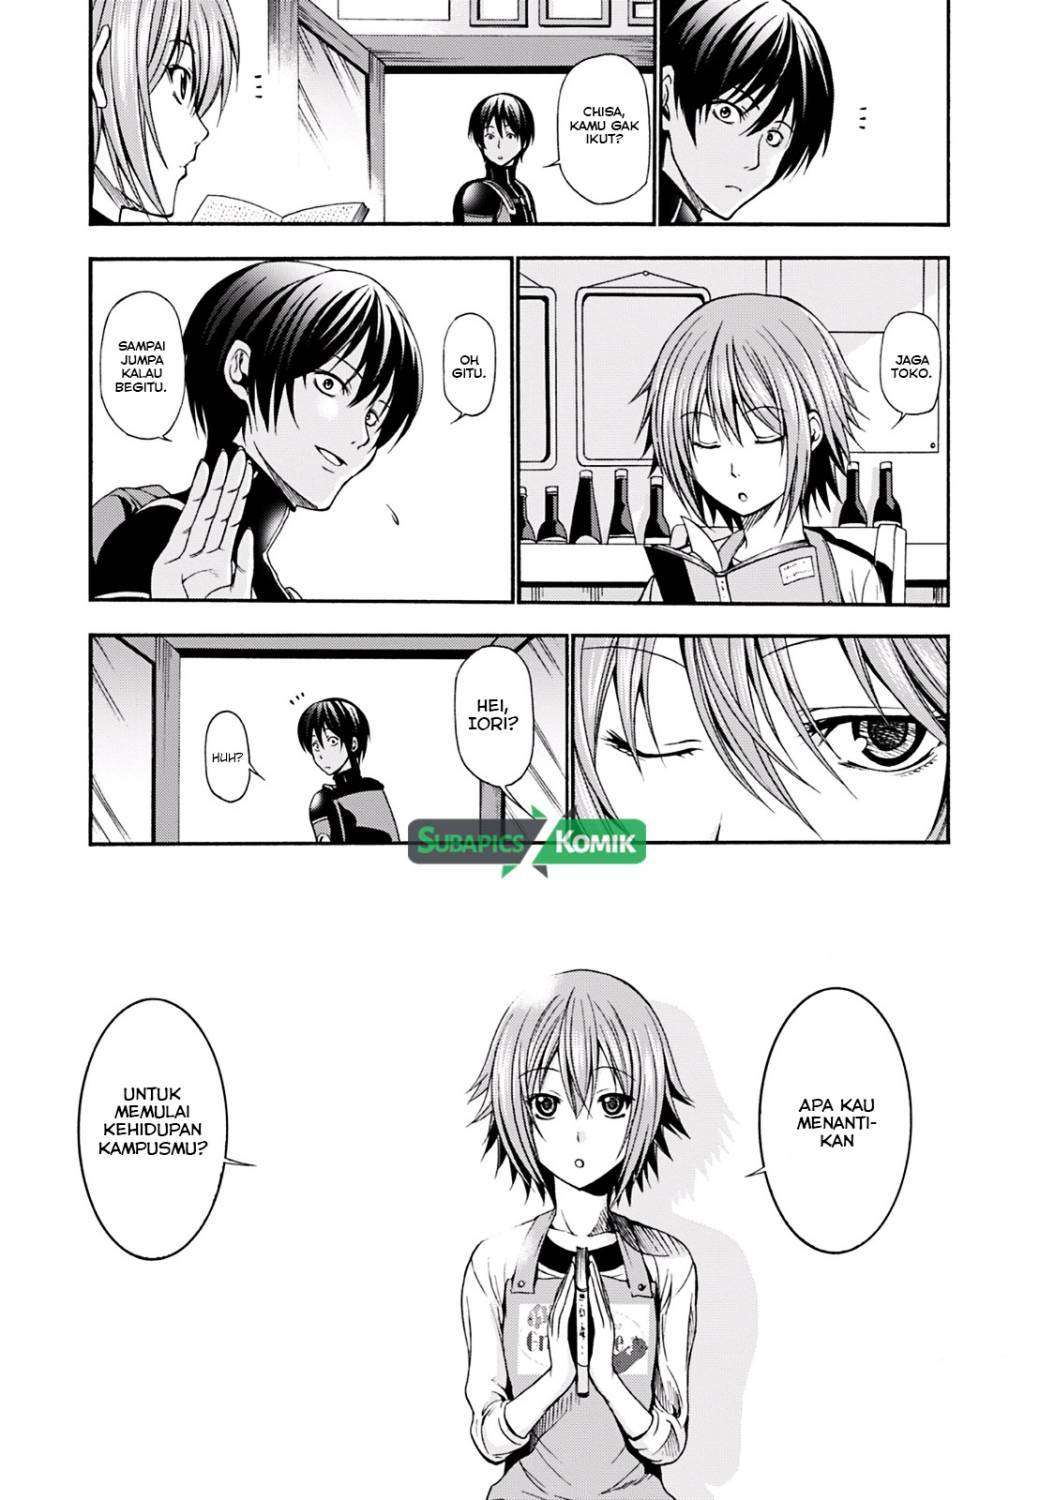 CHISA,
KAMU GAK
IKUT?
JAGA
TOKO.
OH
GITU.
SAMPAI
JUMPA
KALAU
BEGITU.
HEI,
IORI?
HUH?
SUBAPICS KOMIK
APA KAU
MENANTI-
KAN
UNTUK
MEMULAI
KEHIDUPAN
KAMPUSMU?